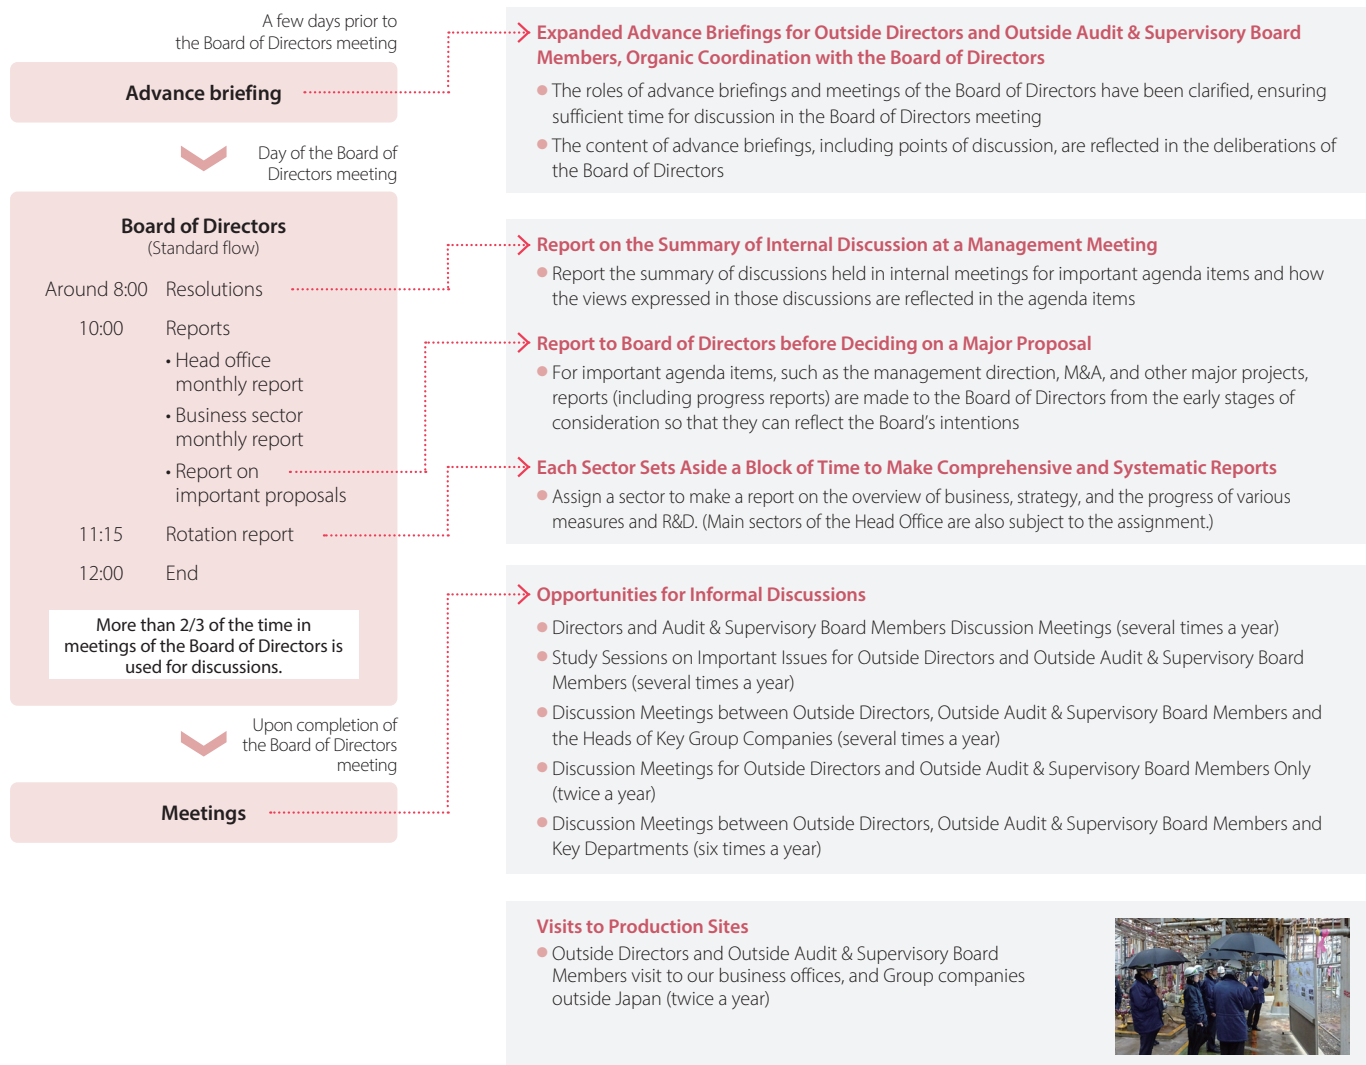 A few days prior to
the Board of Directors meeting
Advance briefing
Day of the Board of
Directors meeting
Board of Directors
(Standard flow)
Around 8:00 Resolutions
10:00 Reports
• Head office
monthly report
• Business sector
monthly report
• Report on
important proposals
11:15 Rotation report
12:00 End
More than 2/3 of the time in
meetings of the Board of Directors is
used for discussions.
Upon completion of
the Board of Directors
meeting
Meetings
Expanded Advance Briefings for Outside Directors and Outside Audit & Supervisory Board
Members, Organic Coordination with the Board of Directors
● The roles of advance briefings and meetings of the Board of Directors have been clarified, ensuring
sufficient time for discussion in the Board of Directors meeting
● The content of advance briefings, including points of discussion, are reflected in the deliberations of
the Board of Directors
Report on the Summary of Internal Discussion at a Management Meeting
● Report the summary of discussions held in internal meetings for important agenda items and how
the views expressed in those discussions are reflected in the agenda items
Report to Board of Directors before Deciding on a Major Proposal
● For important agenda items, such as the management direction, M&A, and other major projects,
reports (including progress reports) are made to the Board of Directors from the early stages of
consideration so that they can reflect the Board’s intentions
Each Sector Sets Aside a Block of Time to Make Comprehensive and Systematic Reports
● Assign a sector to make a report on the overview of business, strategy, and the progress of various
measures and R&D. (Main sectors of the Head Office are also subject to the assignment.)
Opportunities for Informal Discussions
● Directors and Audit & Supervisory Board Members Discussion Meetings (several times a year)
● Study Sessions on Important Issues for Outside Directors and Outside Audit & Supervisory Board
Members (several times a year)
● Discussion Meetings between Outside Directors, Outside Audit & Supervisory Board Members and
the Heads of Key Group Companies (several times a year)
● Discussion Meetings for Outside Directors and Outside Audit & Supervisory Board Members Only
(twice a year)
● Discussion Meetings between Outside Directors, Outside Audit & Supervisory Board Members and
Key Departments (six times a year)
Visits to Production Sites
● Outside Directors and Outside Audit & Supervisory Board
Members visit to our business offices, and Group companies
outside Japan (twice a year)